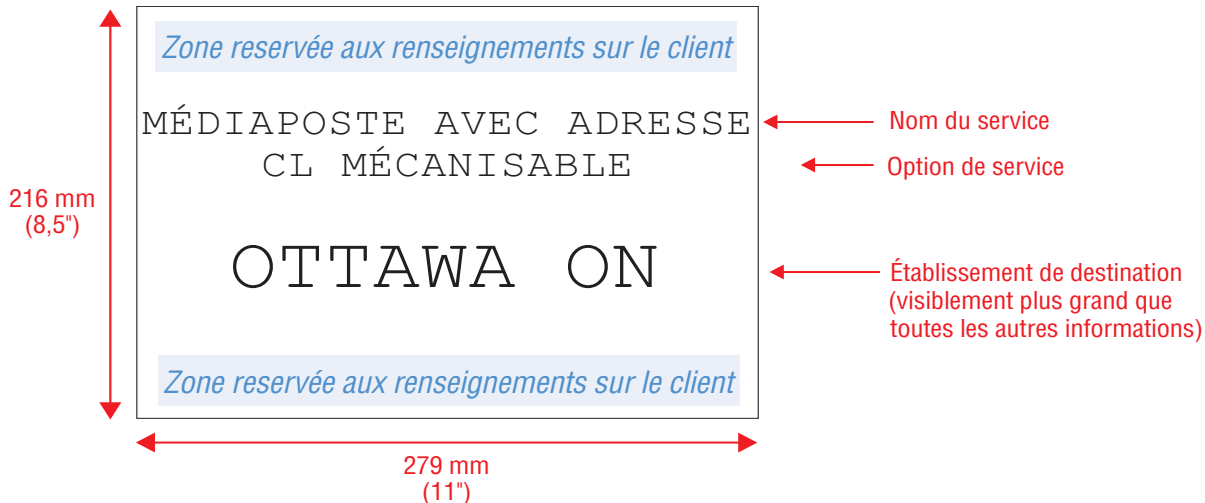 Zone reservée aux renseignements sur le client
MÉDIAPOSTE AVEC ADRESSE
Nom du service
CL MÉCANISABLE
Option de service
216 mm
(8,5")
OTTAWA ON
Établissement de destination
(visiblement plus grand que
toutes les autres informations)
Zone reservée aux renseignements sur le client
279 mm
(11")